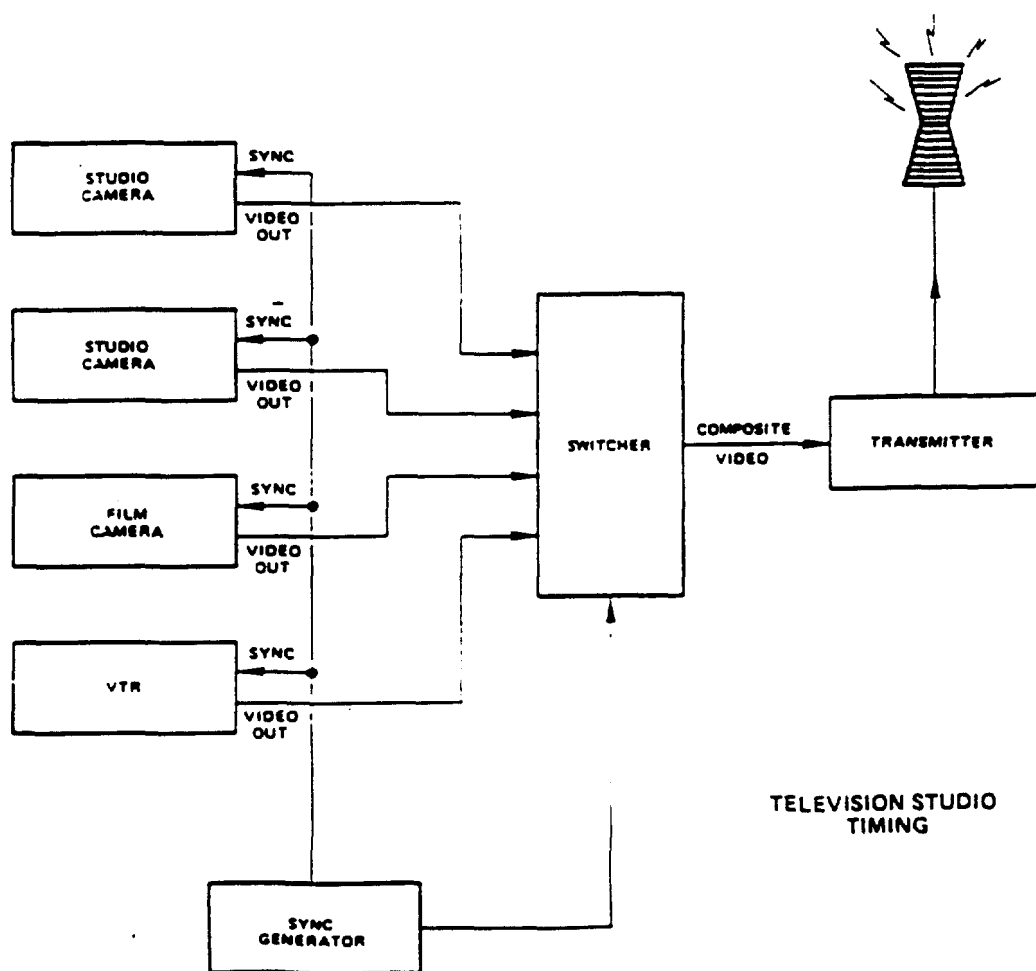 SYNC
STUDIO
CAMERA
VIDEO
OUT
SYNC
STUDIO
CAMERA
VIDEO
OUT
SWITCHER
COMPOSITE
VIDEO
TRANSMITTER
SYNC
FILM
CAMERA
VIDEO
OUT
SYNC
VTR
VIDEO
OUT
TELEVISION STUDIO
TIMING
SYNC
GENERATOR